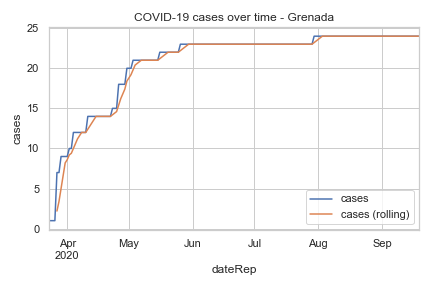 COVID-19 cases over time - Grenada
25
20
15
10
5
0
cases
Apr
2020
May
Jun
Jul
Aug
Sep
dateRep
cases
cases (rolling)